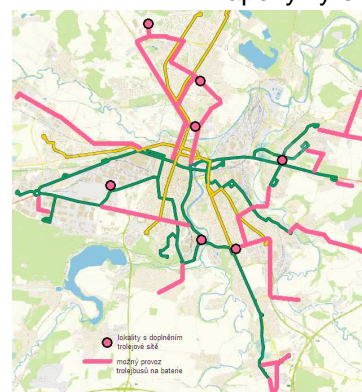 lokality s doplněním
trolejové sítě
možný provoz
trolejbusů na baterie